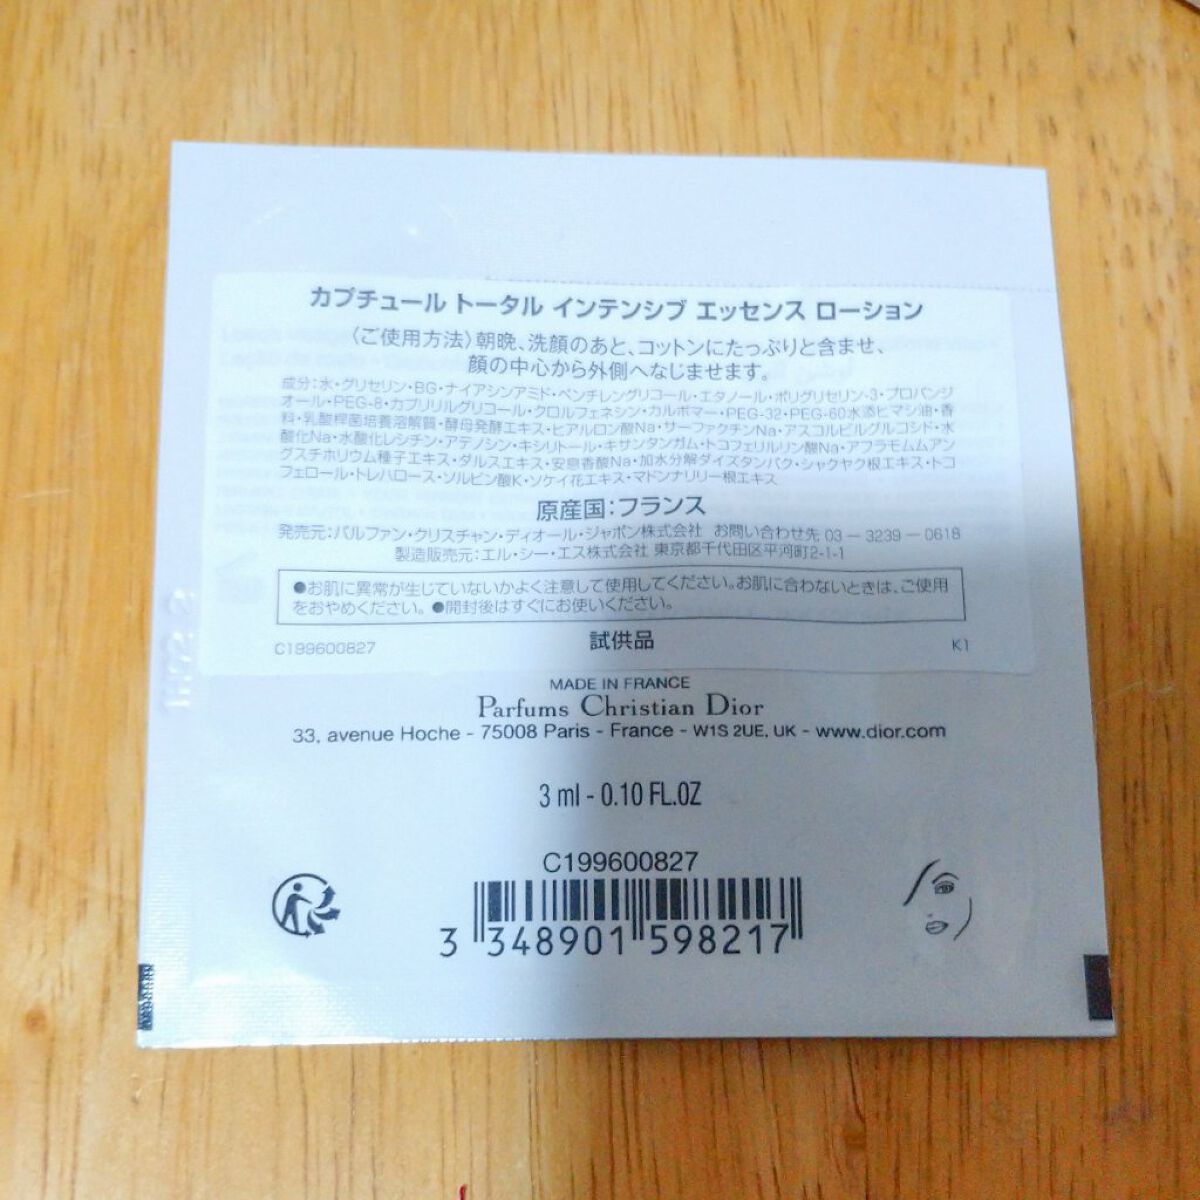 カプチュール トータル インテンシブ エッセンス ローション
〈ご使用方法〉朝晩、洗顔のあと、コットンにたっぷりと含ませ、
顔の中心から外側へなじませます。
成分：水・グリセリン・BG・ナイアシンアミド・ペンチレングリコール・エタノール・ポリグリセリン-3・プロパンジ
オール・PEG-8・カプリリルグリコール・クロルフェネシン・カルボマー・PEG-32・PEG-60水添ヒマシ油・香
料・乳酸桿菌培養溶解質・酵母発酵エキス・ヒアルロン酸Na・サーファクチンNa・アスコルビルグルコシド・水
酸化Na・水酸化レシチン・アデノシン・キシリトール・キサンタンガム・トコフェリルリン酸Na・アフラモムムアン
グスチホリウム種子エキス・ダルスエキス・安息香酸Na・加水分解ダイズタンパク・シャクヤク根エキス・トコ
フェロール・トレハロース・ソルビン酸K・ソケイ花エキス・マドンナリリー根エキス
原産国：フランス
発売元：パルファン・クリスチャン・ディオール・ジャポン株式会社 お問い合わせ先 03 － 3239 － 0618
製造販売元：エル・シー・エス株式会社 東京都千代田区平河町2-1-1
●お肌に異常が生じていないかよく注意して使用してください。お肌に合わないときは、ご使用
をおやめください。 ●開封後はすぐにお使いください。
C199600827 試供品 K1
MADE IN FRANCE
Parfums Christian Dior
33, avenue Hoche - 75008 Paris - France - W1S 2UE, UK - www.dior.com
3 ml - 0.10 FL.OZ
C199600827
3 348901 598217